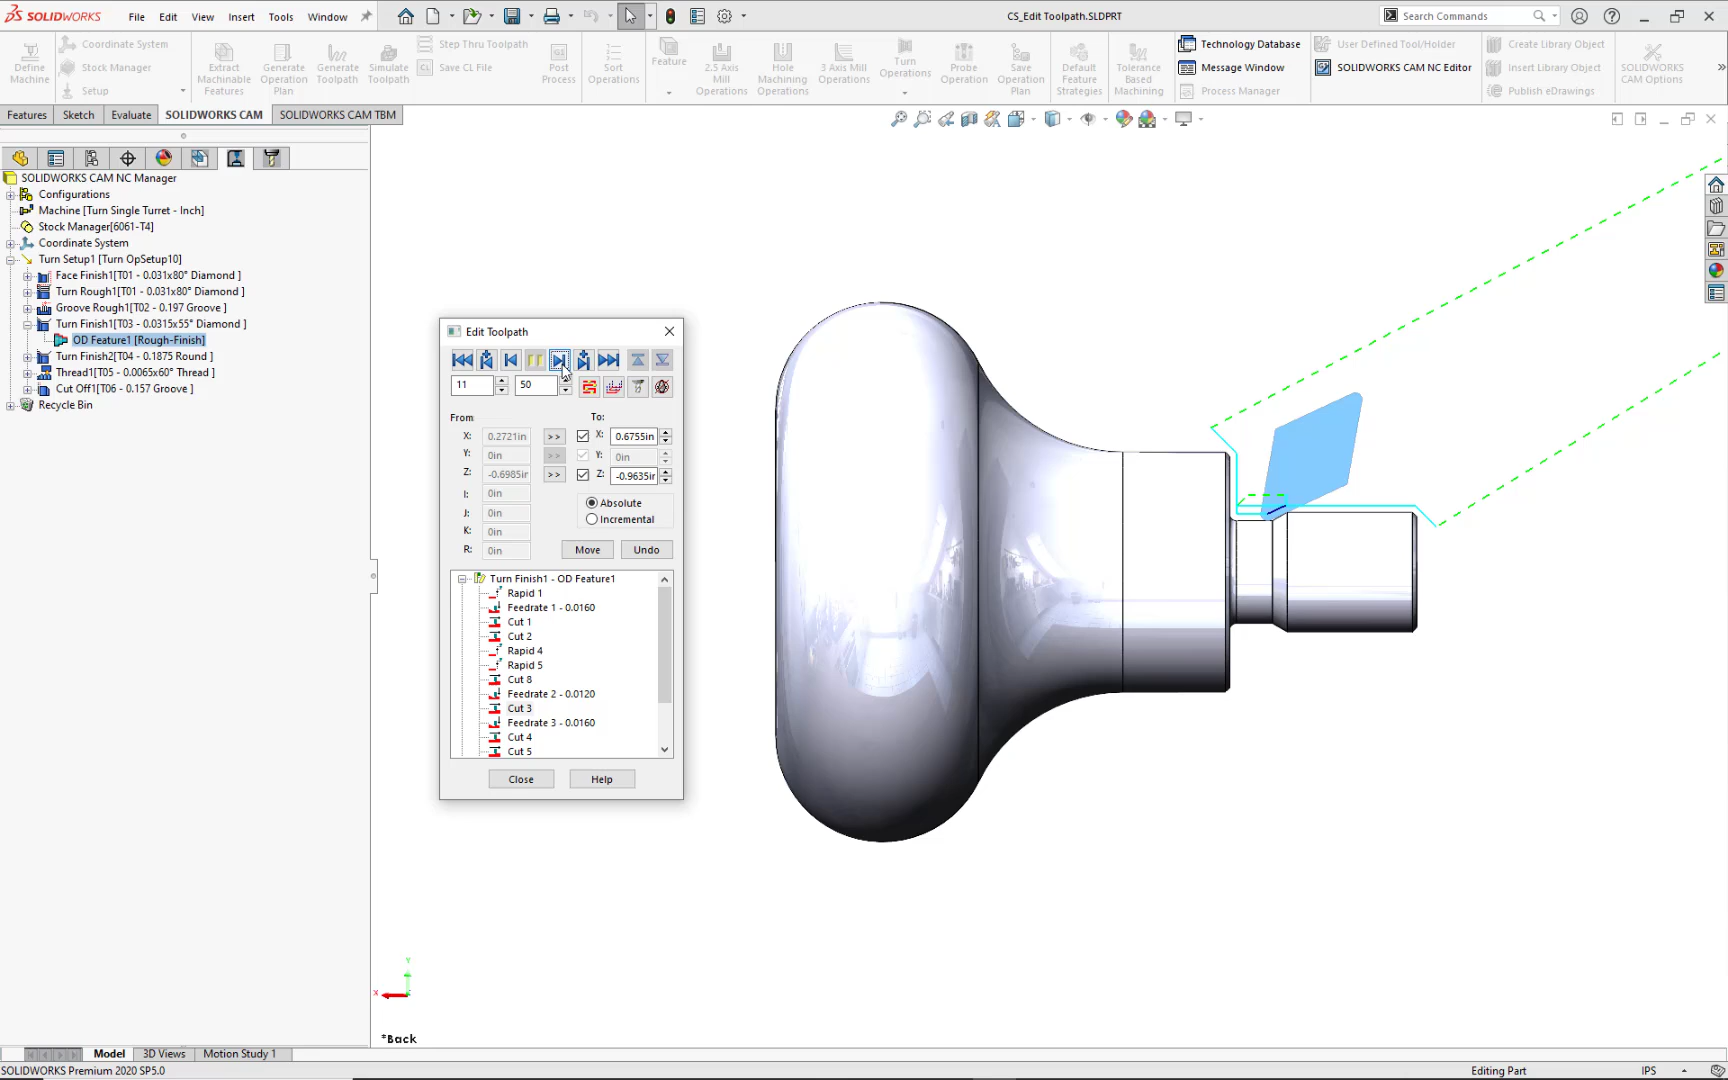 SOLIDWORKS
File
Edit
View
Insert
Tools
Window
CS_Edit Toolpath.SLDPRT
Search Commands
Define Machine
Coordinate System
Stock Manager
Setup
Extract Machinable Features
Generate Operation Plan
Generate Toolpath
Simulate Toolpath
Step Thru Toolpath
Save CL File
Post Process
Sort Operations
Feature
2.5 Axis Mill Operations
Hole Machining Operations
3 Axis Mill Operations
Turn Operations
Probe Operation
Save Operation Plan
Default Feature Strategies
Tolerance Based Machining
Technology Database
Message Window
Process Manager
User Defined Tool/Holder
SOLIDWORKS CAM NC Editor
Create Library Object
Insert Library Object
Publish eDrawings
SOLIDWORKS CAM Options
Features
Sketch
Evaluate
SOLIDWORKS CAM
SOLIDWORKS CAM TBM
SOLIDWORKS CAM NC Manager
Configurations
Machine [Turn Single Turret - Inch]
Stock Manager[6061-T4]
Coordinate System
Turn Setup1 [Turn OpSetup10]
Face Finish1[T01 - 0.031x80° Diamond ]
Turn Rough1[T01 - 0.031x80° Diamond ]
Groove Rough1[T02 - 0.197 Groove ]
Turn Finish1[T03 - 0.0315x55° Diamond ]
OD Feature1 [Rough-Finish]
Turn Finish2[T04 - 0.1875 Round ]
Thread1[T05 - 0.0065x60° Thread ]
Cut Off1[T06 - 0.157 Groove ]
Recycle Bin
Edit Toolpath
11
50
From
To:
X: 0.2721in >> X: 0.6755in
Y: 0in >> Y: 0in
Z: -0.6985ir >> Z: -0.9635ir
I: 0in
J: 0in
K: 0in
R: 0in
Absolute
Incremental
Move
Undo
Turn Finish1 - OD Feature1
Rapid 1
Feedrate 1 - 0.0160
Cut 1
Cut 2
Rapid 4
Rapid 5
Cut 8
Feedrate 2 - 0.0120
Cut 3
Feedrate 3 - 0.0160
Cut 4
Cut 5
Close
Help
Y
X
*Back
Model
3D Views
Motion Study 1
SOLIDWORKS Premium 2020 SP5.0
Editing Part
IPS